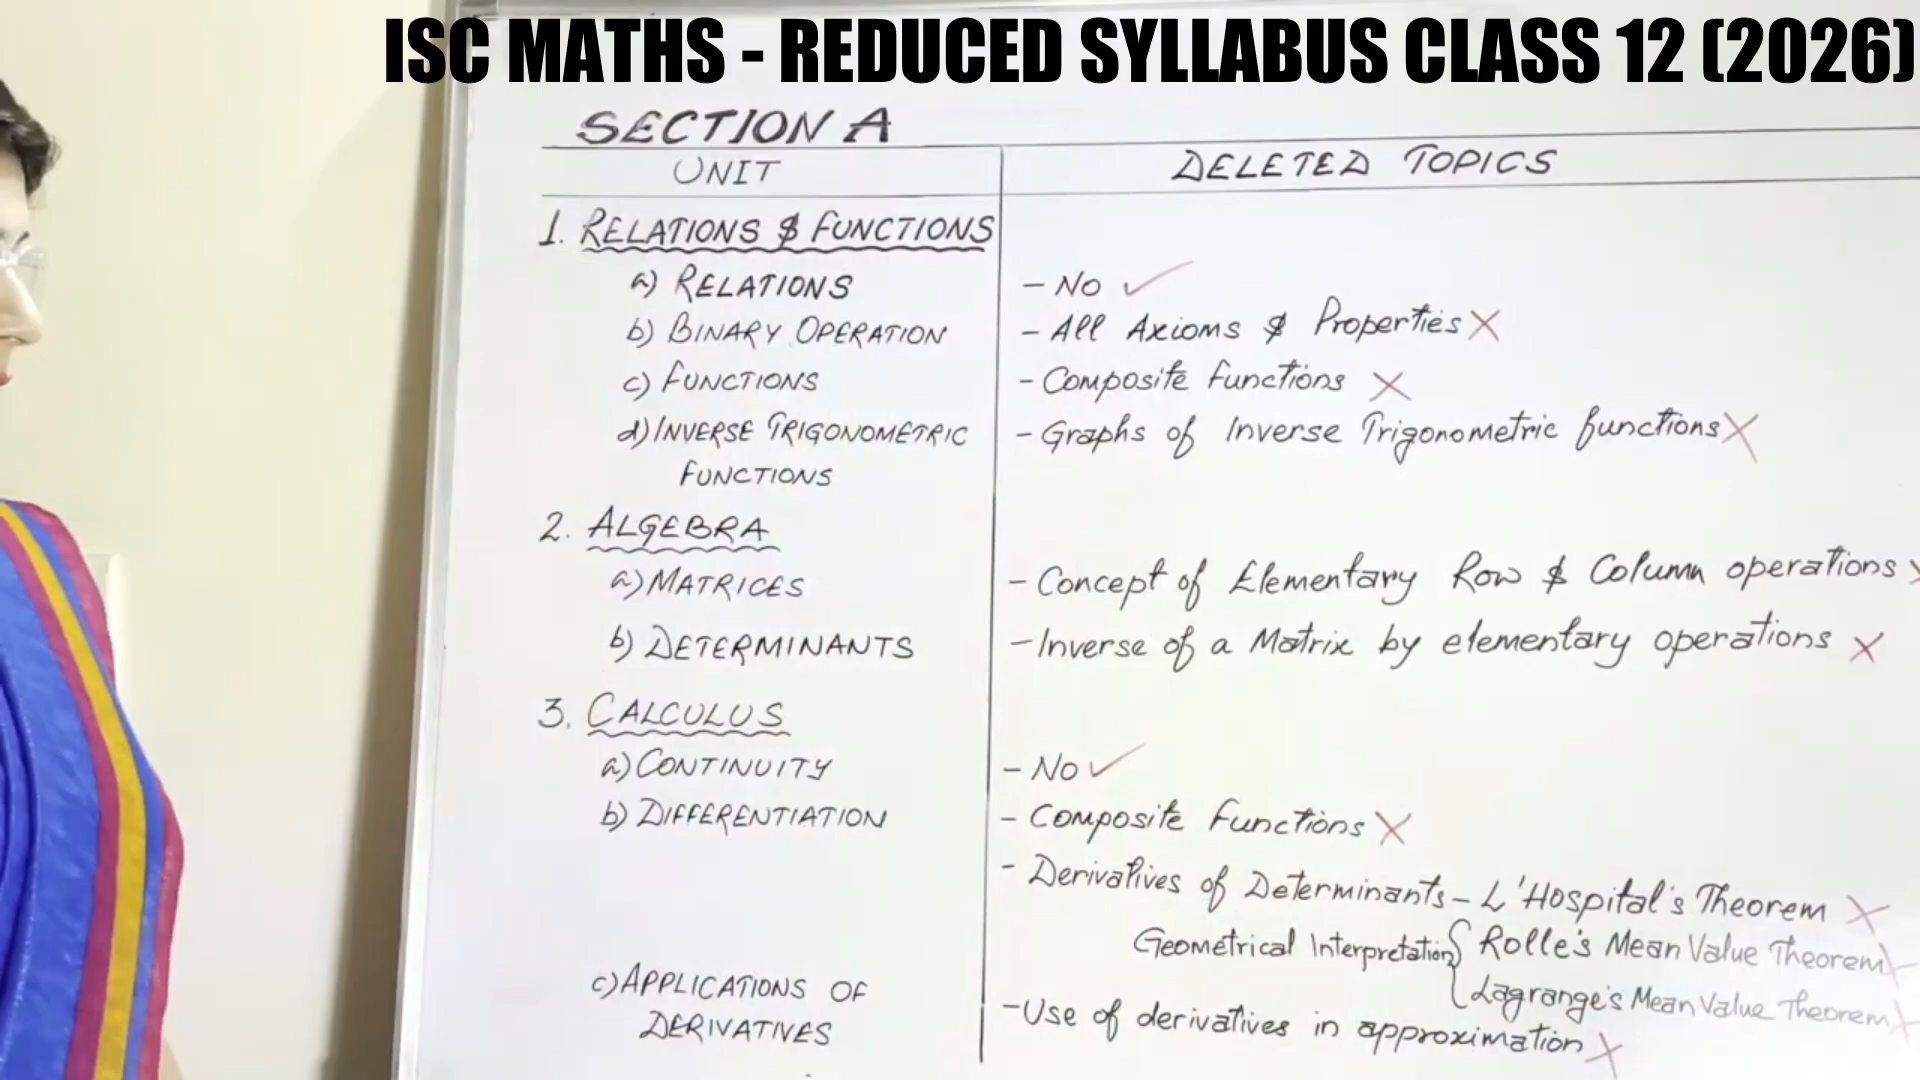 ISC MATHS - REDUCED SYLLABUS CLASS 12 (2026)
SECTION A
UNIT DELETED TOPICS
1. RELATIONS & FUNCTIONS
a) RELATIONS - No ✓
b) BINARY OPERATION - All Axioms & Properties X
c) FUNCTIONS - Composite functions X
d) INVERSE TRIGONOMETRIC - Graphs of Inverse Trigonometric functions X
FUNCTIONS
2. ALGEBRA
a) MATRICES - Concept of Elementary Row & Column operations X
b) DETERMINANTS - Inverse of a Matrix by elementary operations X
3. CALCULUS
a) CONTINUITY - No ✓
b) DIFFERENTIATION - Composite Functions X
- Derivatives of Determinants - L'Hospital's Theorem X
Geometrical Interpretation { Rolle's Mean Value Theorem X
Lagrange's Mean Value Theorem X
c) APPLICATIONS OF - Use of derivatives in approximation X
DERIVATIVES